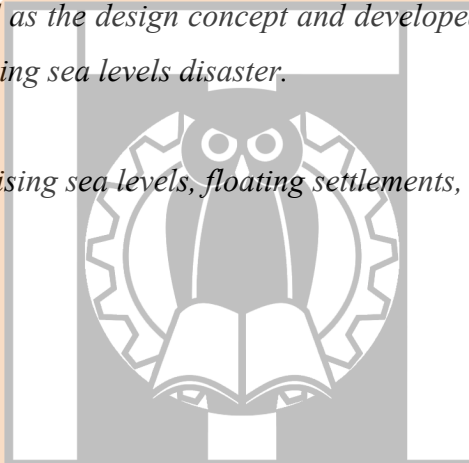 as the design concept and developed
ing sea levels disaster.
ising sea levels, floating settlements,